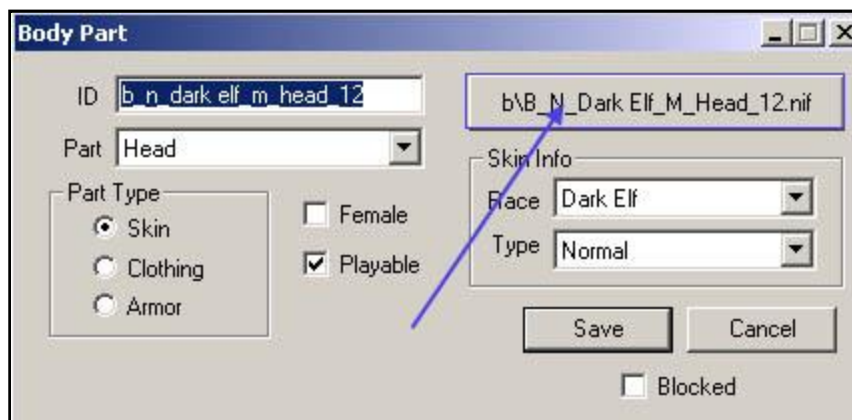 Body Part
ID b_n_dark elf_m_head_12
b\B_N_Dark Elf_M_Head_12.nif
Part Head
Skin Info
Race Dark Elf
Type Normal
Part Type
Skin
Clothing
Armor
Female
Playable
Save
Cancel
Blocked